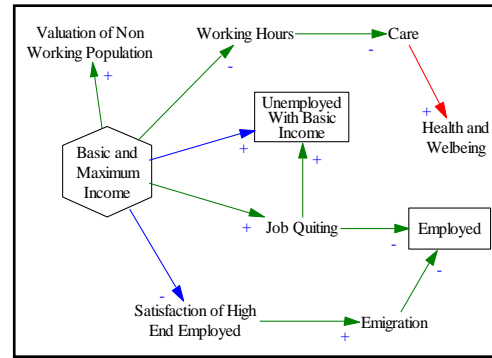 Valuation of Non
Working Population
+
Working Hours
-
-
Care
+
Health and
Wellbeing
Unemployed
With Basic
Income
+
+
Basic and
Maximum
Income
+
Job Quiting
-
Employed
-
-
Satisfaction of High
End Employed
+
Emigration